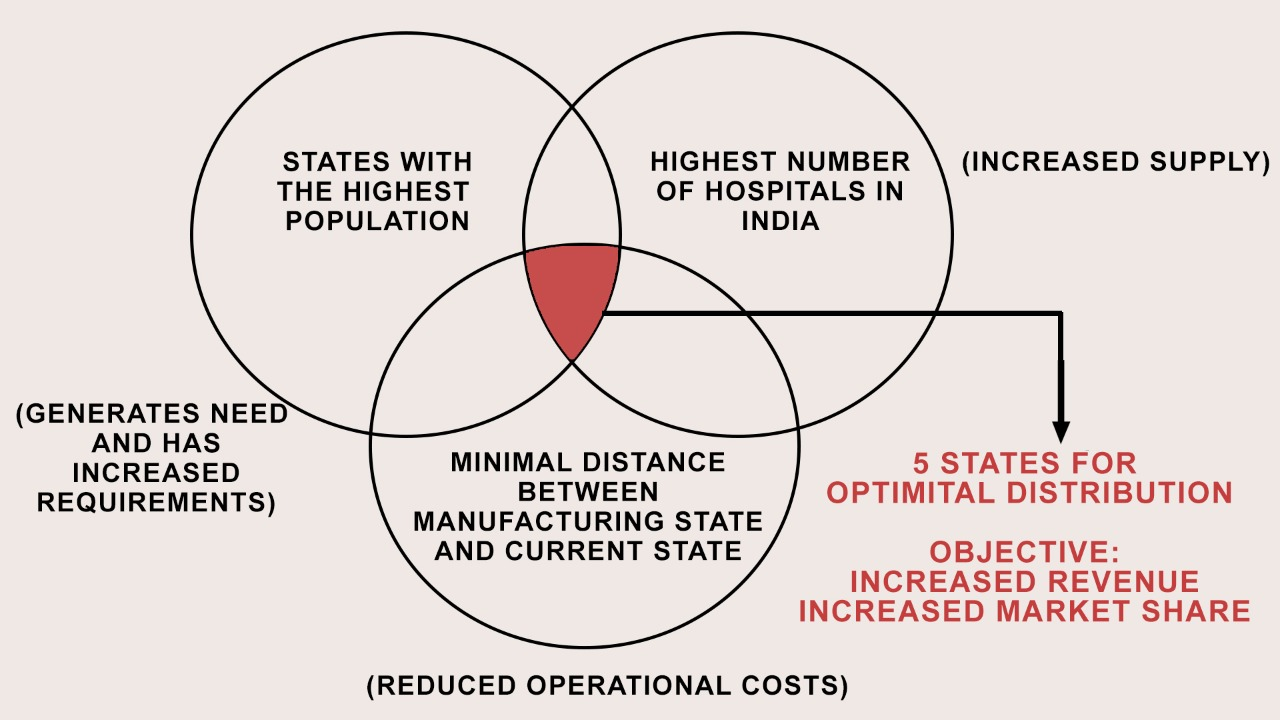 STATES WITH
THE HIGHEST
POPULATION
HIGHEST NUMBER
OF HOSPITALS IN
INDIA
(INCREASED SUPPLY)
(GENERATES NEED
AND HAS
INCREASED
REQUIREMENTS)
MINIMAL DISTANCE
BETWEEN
MANUFACTURING STATE
AND CURRENT STATE
5 STATES FOR
OPTIMITAL DISTRIBUTION
OBJECTIVE:
INCREASED REVENUE
INCREASED MARKET SHARE
(REDUCED OPERATIONAL COSTS)